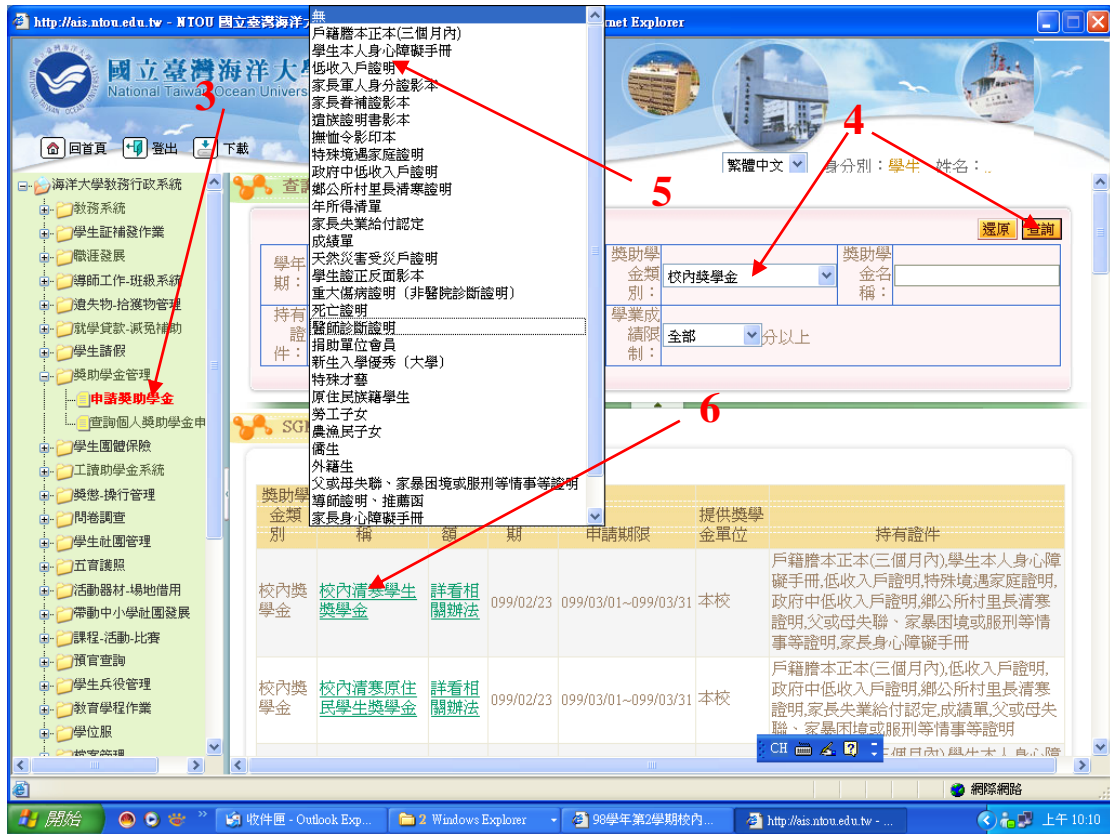 http://ais.ntou.edu.tw - NTOU 國立臺灣海洋大
rnet Explorer
國立臺灣海洋大學
National Taiwan Ocean Univers
回首頁
登出
下載
繁體中文
身分別：學生
姓名：
3
4
5
6
海洋大學教務行政系統
教務系統
學生証補發作業
職涯發展
導師工作-班級系統
遺失物-拾獲物管理
就學貸款-減免補助
學生請假
獎助學金管理
申請獎助學金
查詢個人獎助學金申
學生團體保險
工讀助學金系統
獎懲-操行管理
問卷調查
學生社團管理
五育護照
活動器材-場地借用
帶動中小學社團發展
課程-活動-比賽
預官查詢
學生兵役管理
教育學程作業
學位服
檔案管理
無
戶籍謄本正本(三個月內)
學生本人身心障礙手冊
低收入戶證明
家長軍人身分證影本
家長眷補證影本
遺族證明書影本
撫恤令影印本
特殊境遇家庭證明
政府中低收入戶證明
鄉公所村里長清寒證明
年所得清單
家長失業給付認定
成績單
天然災害受災戶證明
學生證正反面影本
重大傷病證明（非醫院診斷證明）
死亡證明
醫師診斷證明
捐助單位會員
新生入學優秀（大學）
特殊才藝
原住民族籍學生
勞工子女
農漁民子女
僑生
外籍生
父或母失聯、家暴困境或服刑等情事等證明
導師證明、推薦函
家長身心障礙手冊
查詢
還原
查詢
學年
期：
獎助學
金類
別：
校內獎學金
獎助學
金名
稱：
持有
證
件：
學業成
績限
制：
全部
分以上
獎助學
金類
別
稱
額
期
申請期限
提供獎學
金單位
持有證件
校內獎
學金
校內清寒學生
獎學金
詳看相
關辦法
099/02/23
099/03/01~099/03/31
本校
戶籍謄本正本(三個月內),學生本人身心障
礙手冊,低收入戶證明,特殊境遇家庭證明,
政府中低收入戶證明,鄉公所村里長清寒
證明,父或母失聯、家暴困境或服刑等情
事等證明,家長身心障礙手冊
校內獎
學金
校內清寒原住
民學生獎學金
詳看相
關辦法
099/02/23
099/03/01~099/03/31
本校
戶籍謄本正本(三個月內),低收入戶證明,
政府中低收入戶證明,鄉公所村里長清寒
證明,家長失業給付認定,成績單,父或母失
聯、家暴困境或服刑等情事等證明
CH
網際網路
開始
收件匣 - Outlook Exp...
2 Windows Explorer
98學年第2學期校內...
http://ais.ntou.edu.tw - ...
上午 10:10